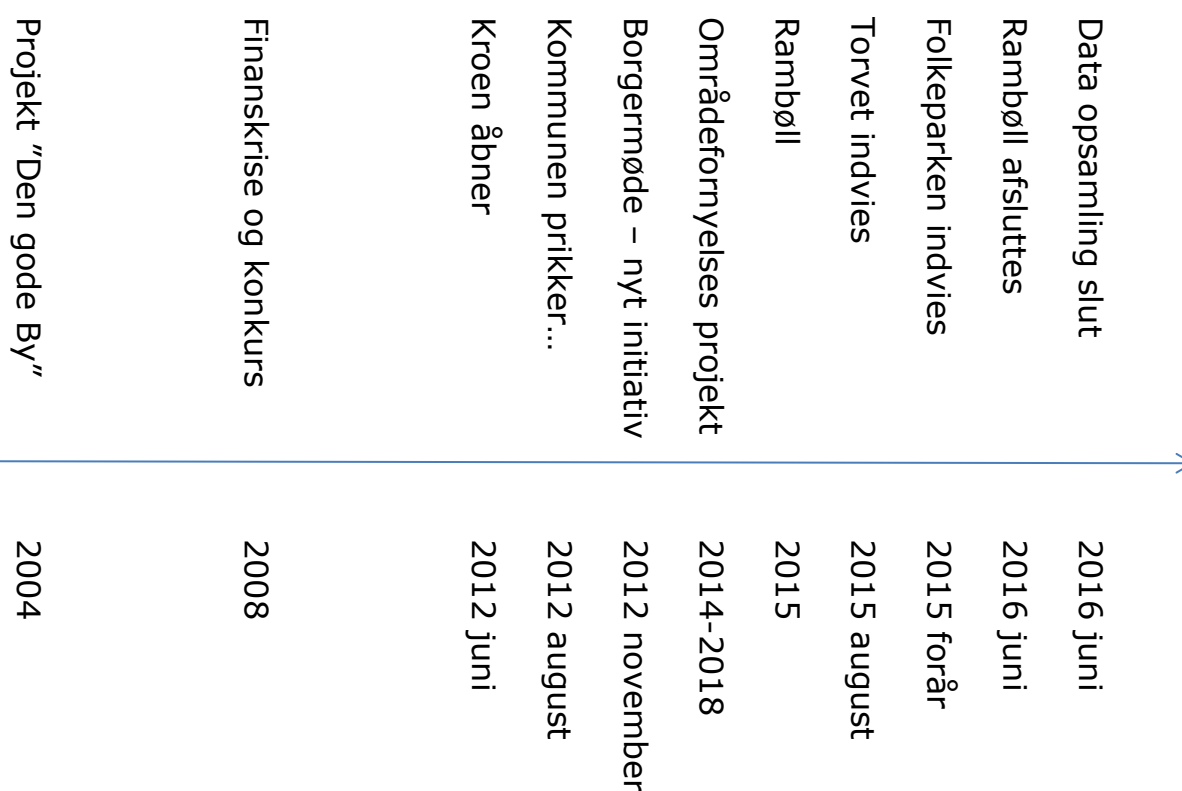 Projekt ”Den gode By”
2004
Finanskrise og konkurs
2008
Kroen åbner
2012 juni
Kommunen prikker...
2012 august
Borgermøde – nyt initiativ
2012 november
Områdefornyelses projekt
2014-2018
Rambøll
2015
Torvet indvies
2015 august
Folkeparken indvies
2015 forår
Rambøll afsluttes
2016 juni
Data opsamling slut
2016 juni